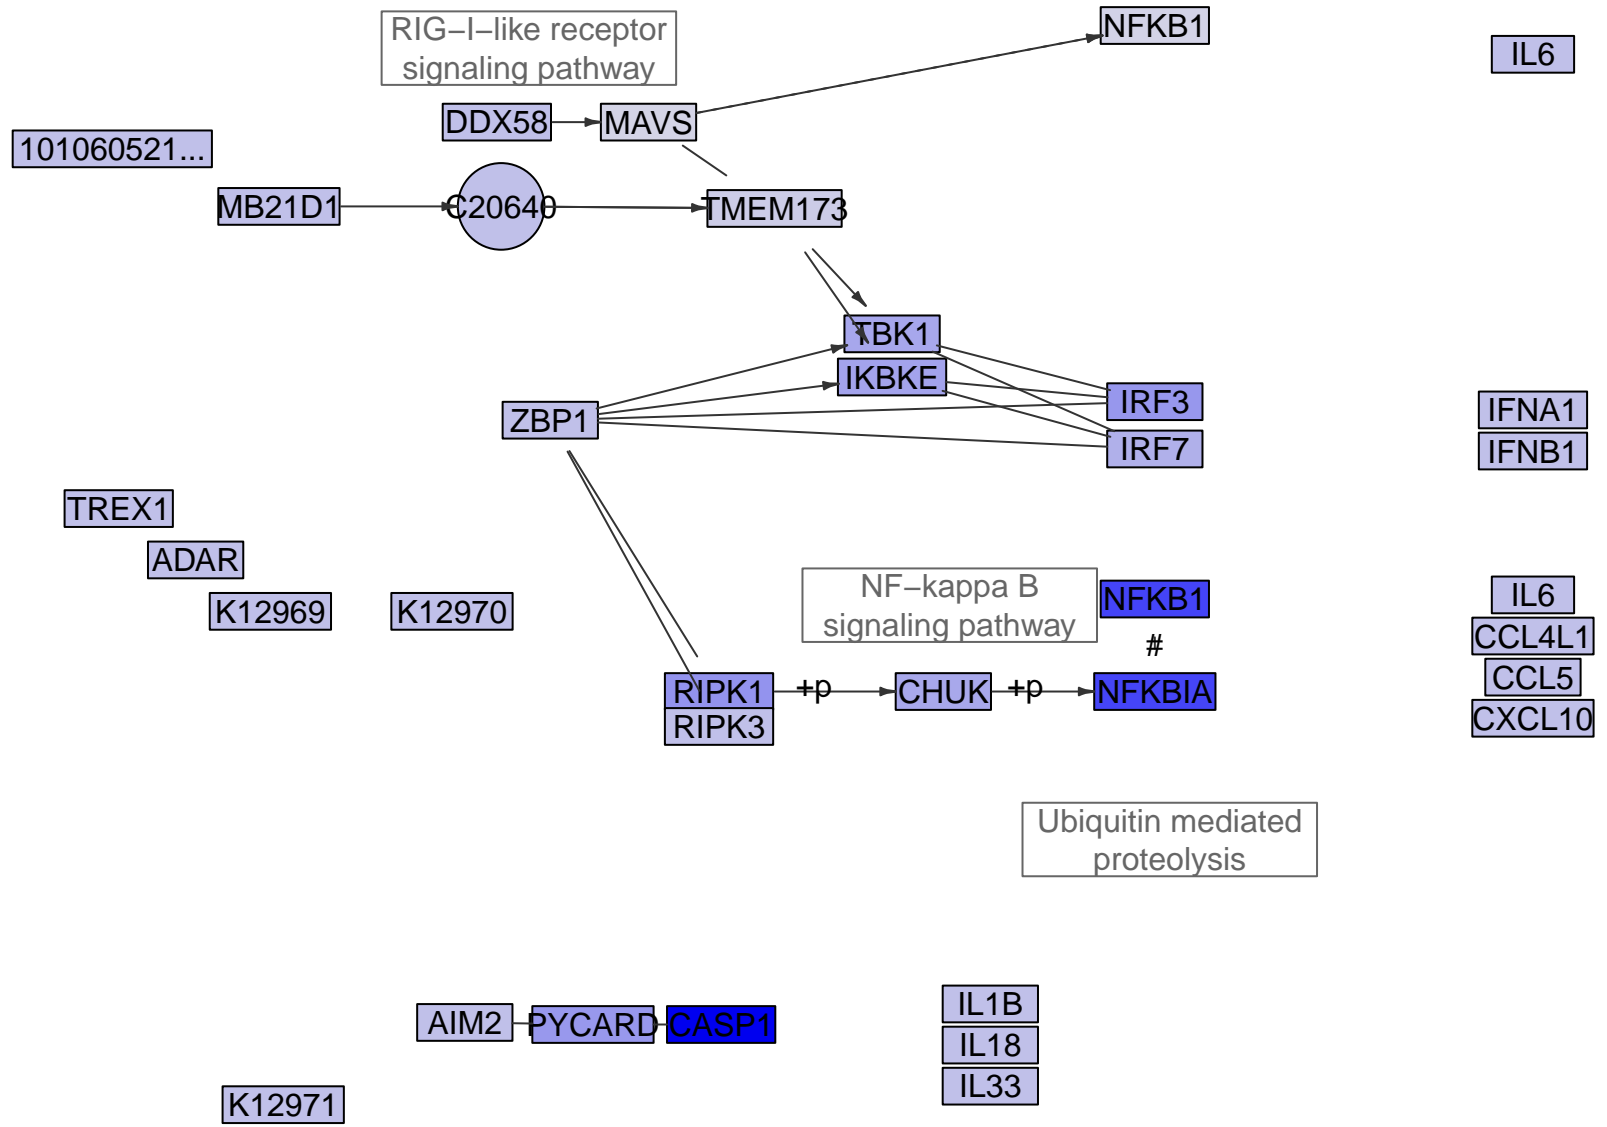 RIG−I−like receptor
signaling pathway
NFKB1
IL6
DDX58
MAVS
101060521...
MB21D1
C20640
TMEM173
TBK1
IKBKE
ZBP1
IRF3
IRF7
IFNA1
IFNB1
TREX1
ADAR
K12969
K12970
NF−kappa B
signaling pathway
NFKB1
#
IL6
CCL4L1
CCL5
CXCL10
RIPK1
+p
CHUK
+p
NFKBIA
RIPK3
Ubiquitin mediated
proteolysis
AIM2
PYCARD
CASP1
IL1B
IL18
IL33
K12971